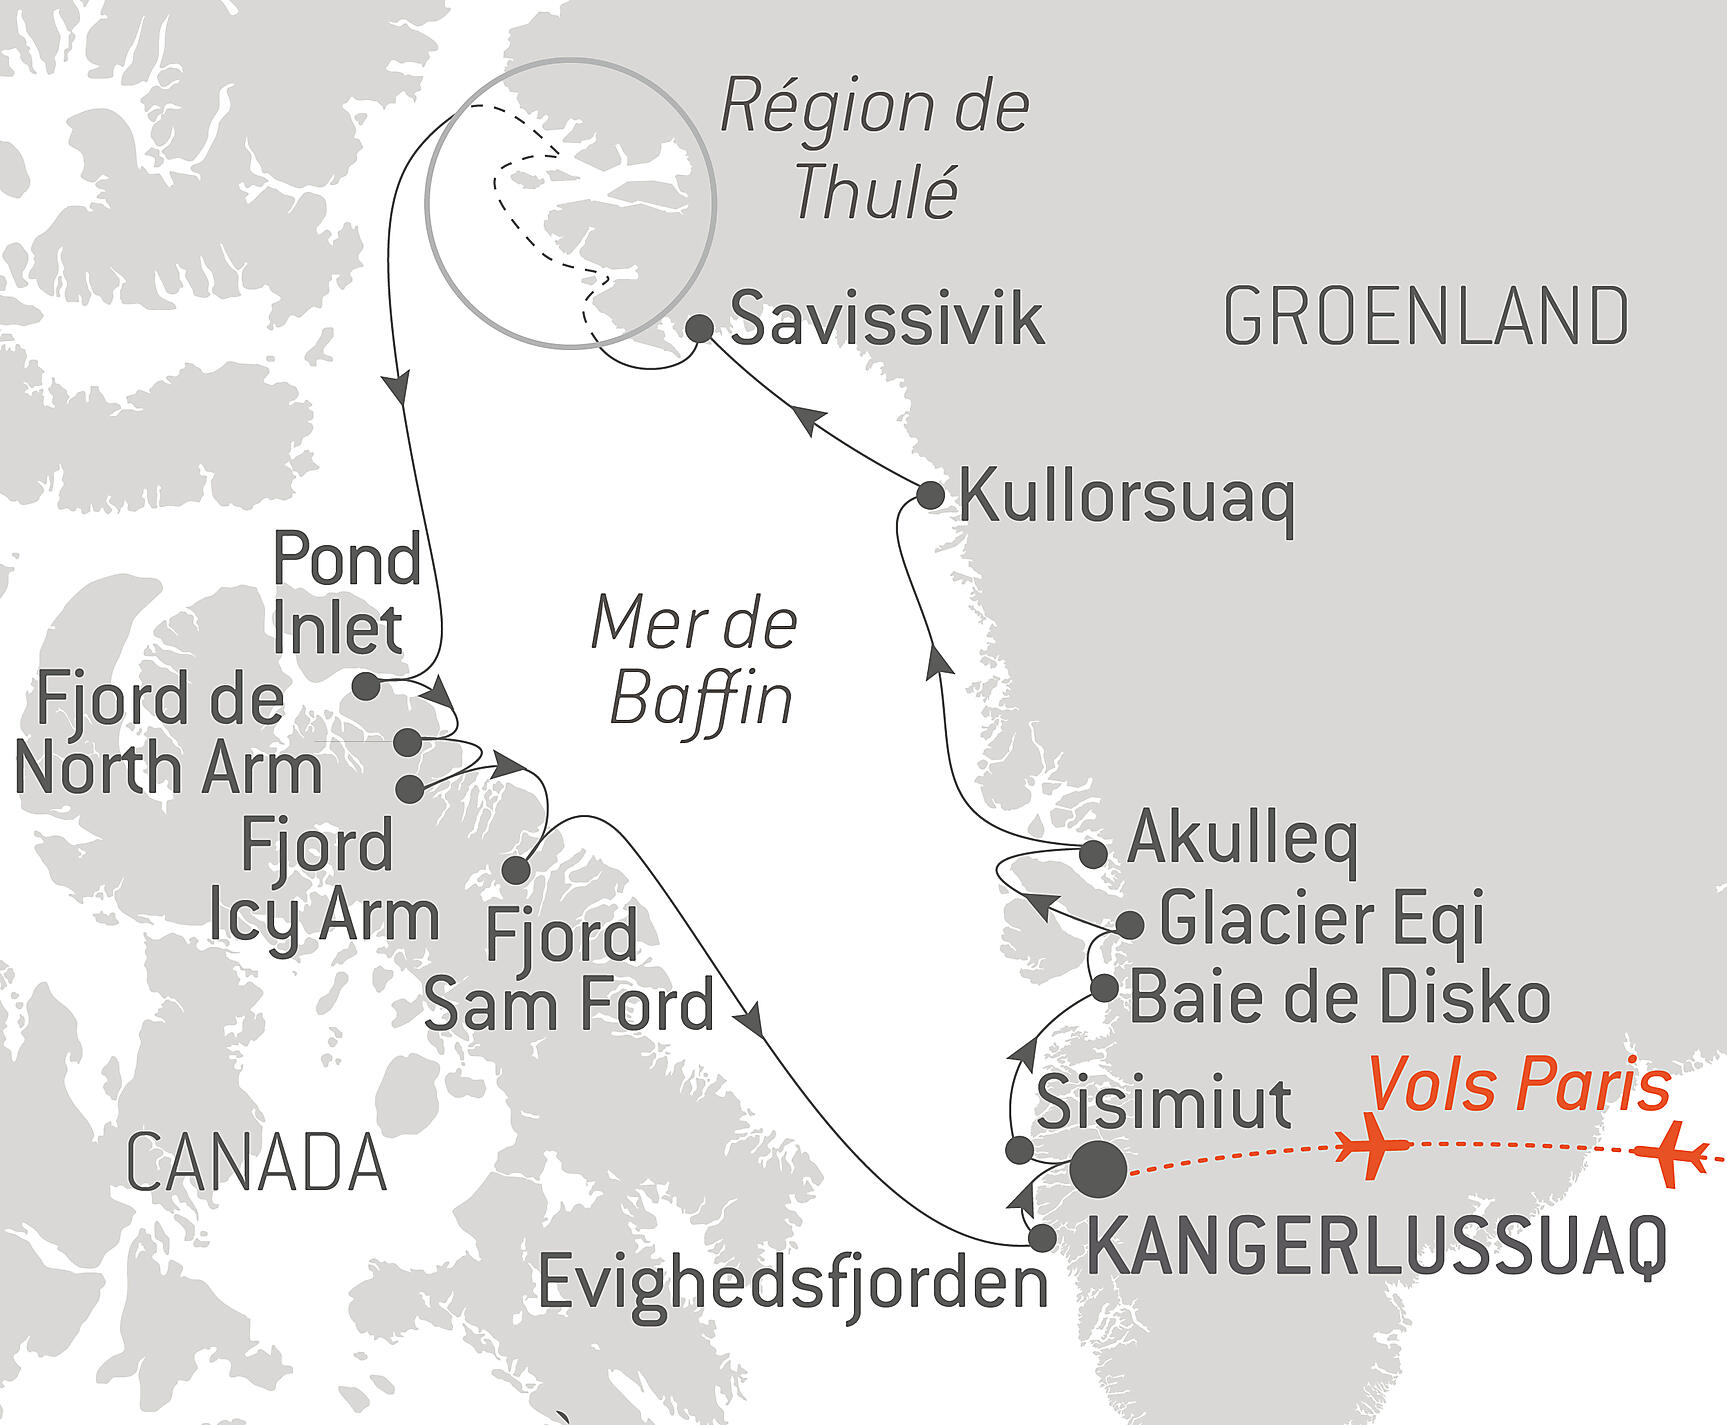 Région de
Thulé
Savissivik
GROENLAND
Kullorsuaq
Pond
Inlet
Mer de
Baffin
Fjord de
North Arm
Fjord
Icy Arm
Fjord
Sam Ford
Akulleq
Glacier Eqi
Baie de Disko
Vols Paris
Sisimiut
CANADA
KANGERLUSSUAQ
Evighedsfjorden